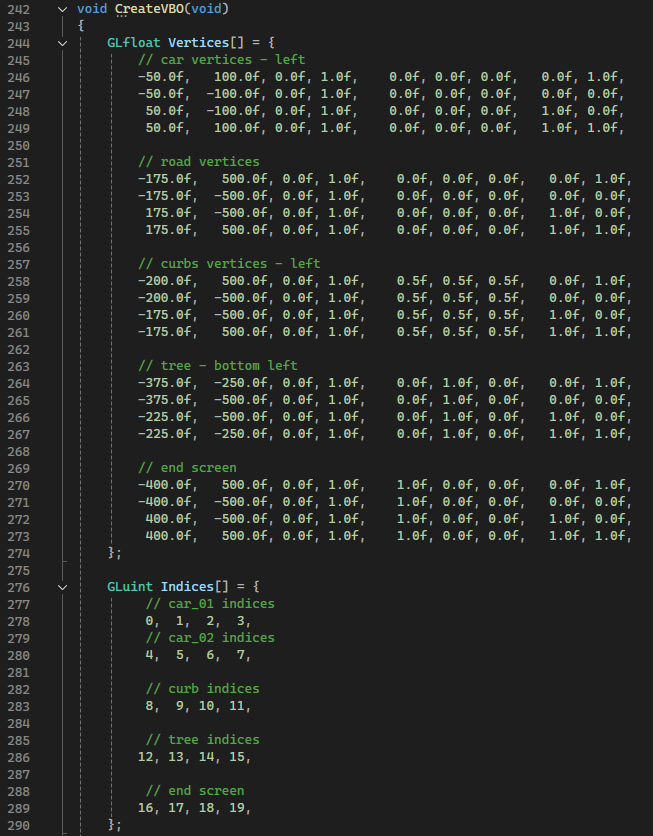 242 void CreateVBO(void)
243 {
244 GLfloat Vertices[] = {
245 // car vertices - left
246 -50.0f, 100.0f, 0.0f, 1.0f, 0.0f, 0.0f, 0.0f, 0.0f, 1.0f,
247 -50.0f, -100.0f, 0.0f, 1.0f, 0.0f, 0.0f, 0.0f, 0.0f, 0.0f,
248 50.0f, -100.0f, 0.0f, 1.0f, 0.0f, 0.0f, 0.0f, 1.0f, 0.0f,
249 50.0f, 100.0f, 0.0f, 1.0f, 0.0f, 0.0f, 0.0f, 1.0f, 1.0f,
250
251 // road vertices
252 -175.0f, 500.0f, 0.0f, 1.0f, 0.0f, 0.0f, 0.0f, 0.0f, 1.0f,
253 -175.0f, -500.0f, 0.0f, 1.0f, 0.0f, 0.0f, 0.0f, 0.0f, 0.0f,
254 175.0f, -500.0f, 0.0f, 1.0f, 0.0f, 0.0f, 0.0f, 1.0f, 0.0f,
255 175.0f, 500.0f, 0.0f, 1.0f, 0.0f, 0.0f, 0.0f, 1.0f, 1.0f,
256
257 // curbs vertices - left
258 -200.0f, 500.0f, 0.0f, 1.0f, 0.5f, 0.5f, 0.5f, 0.0f, 1.0f,
259 -200.0f, -500.0f, 0.0f, 1.0f, 0.5f, 0.5f, 0.5f, 0.0f, 0.0f,
260 -175.0f, -500.0f, 0.0f, 1.0f, 0.5f, 0.5f, 0.5f, 1.0f, 0.0f,
261 -175.0f, 500.0f, 0.0f, 1.0f, 0.5f, 0.5f, 0.5f, 1.0f, 1.0f,
262
263 // tree - bottom left
264 -375.0f, -250.0f, 0.0f, 1.0f, 0.0f, 1.0f, 0.0f, 0.0f, 1.0f,
265 -375.0f, -500.0f, 0.0f, 1.0f, 0.0f, 1.0f, 0.0f, 0.0f, 0.0f,
266 -225.0f, -500.0f, 0.0f, 1.0f, 0.0f, 1.0f, 0.0f, 1.0f, 0.0f,
267 -225.0f, -250.0f, 0.0f, 1.0f, 0.0f, 1.0f, 0.0f, 1.0f, 1.0f,
268
269 // end screen
270 -400.0f, 500.0f, 0.0f, 1.0f, 1.0f, 0.0f, 0.0f, 0.0f, 1.0f,
271 -400.0f, -500.0f, 0.0f, 1.0f, 1.0f, 0.0f, 0.0f, 0.0f, 0.0f,
272 400.0f, -500.0f, 0.0f, 1.0f, 1.0f, 0.0f, 0.0f, 1.0f, 0.0f,
273 400.0f, 500.0f, 0.0f, 1.0f, 1.0f, 0.0f, 0.0f, 1.0f, 1.0f,
274 };
275
276 GLuint Indices[] = {
277 // car_01 indices
278 0, 1, 2, 3,
279 // car_02 indices
280 4, 5, 6, 7,
281
282 // curb indices
283 8, 9, 10, 11,
284
285 // tree indices
286 12, 13, 14, 15,
287
288 // end screen
289 16, 17, 18, 19,
290 };